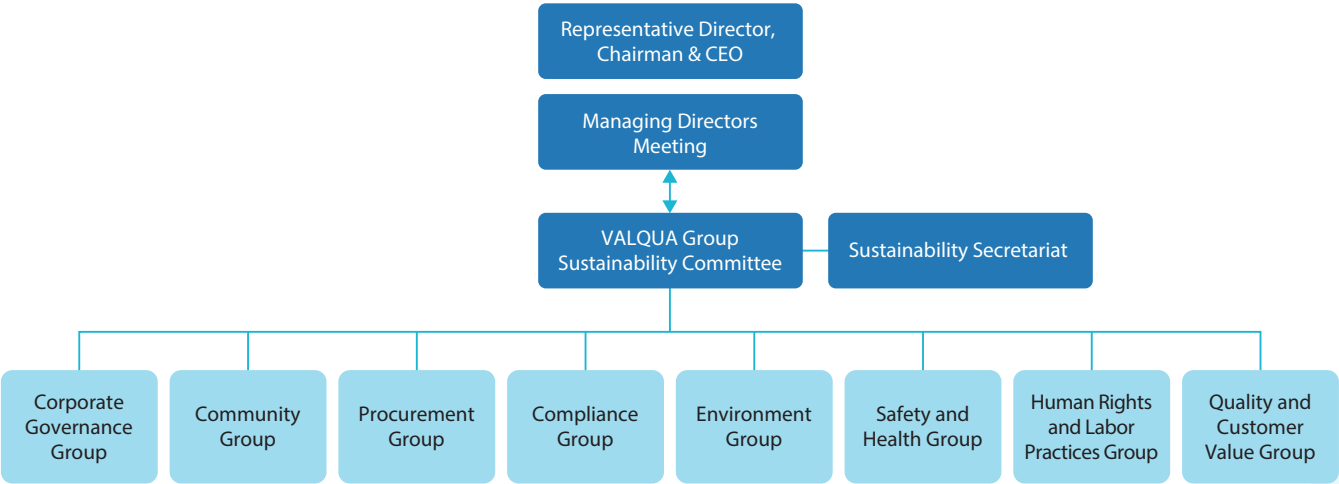 Representative Director,
Chairman & CEO
Managing Directors
Meeting
VALQUA Group
Sustainability Committee
Sustainability Secretariat
Corporate
Governance
Group
Community
Group
Procurement
Group
Compliance
Group
Environment
Group
Safety and
Health Group
Human Rights
and Labor
Practices Group
Quality and
Customer
Value Group